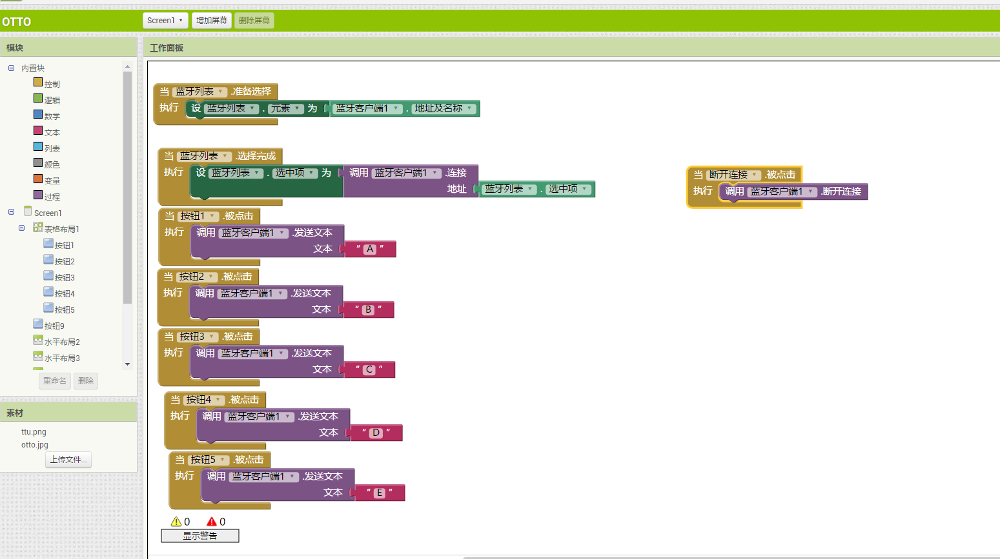 OTTO
Screen1 增加屏幕 删除屏幕
模块
内置块
控制
逻辑
数学
文本
列表
颜色
变量
过程
Screen1
表格布局1
按钮1
按钮2
按钮3
按钮4
按钮5
按钮9
水平布局2
水平布局3
重命名 删除
素材
ttu.png
otto.jpg
上传文件...
工作面板
当 蓝牙列表 .准备选择
执行 设 蓝牙列表 . 元素 为 蓝牙客户端1 . 地址及名称
当 蓝牙列表 .选择完成
执行 设 蓝牙列表 . 选中项 为 调用 蓝牙客户端1 .连接
地址 蓝牙列表 . 选中项
当 按钮1 .被点击
执行 调用 蓝牙客户端1 .发送文本
文本 " A "
当 按钮2 .被点击
执行 调用 蓝牙客户端1 .发送文本
文本 " B "
当 按钮3 .被点击
执行 调用 蓝牙客户端1 .发送文本
文本 " C "
当 按钮4 .被点击
执行 调用 蓝牙客户端1 .发送文本
文本 " D "
当 按钮5 .被点击
执行 调用 蓝牙客户端1 .发送文本
文本 " E "
0 0
显示警告
当 断开连接 .被点击
执行 调用 蓝牙客户端1 .断开连接